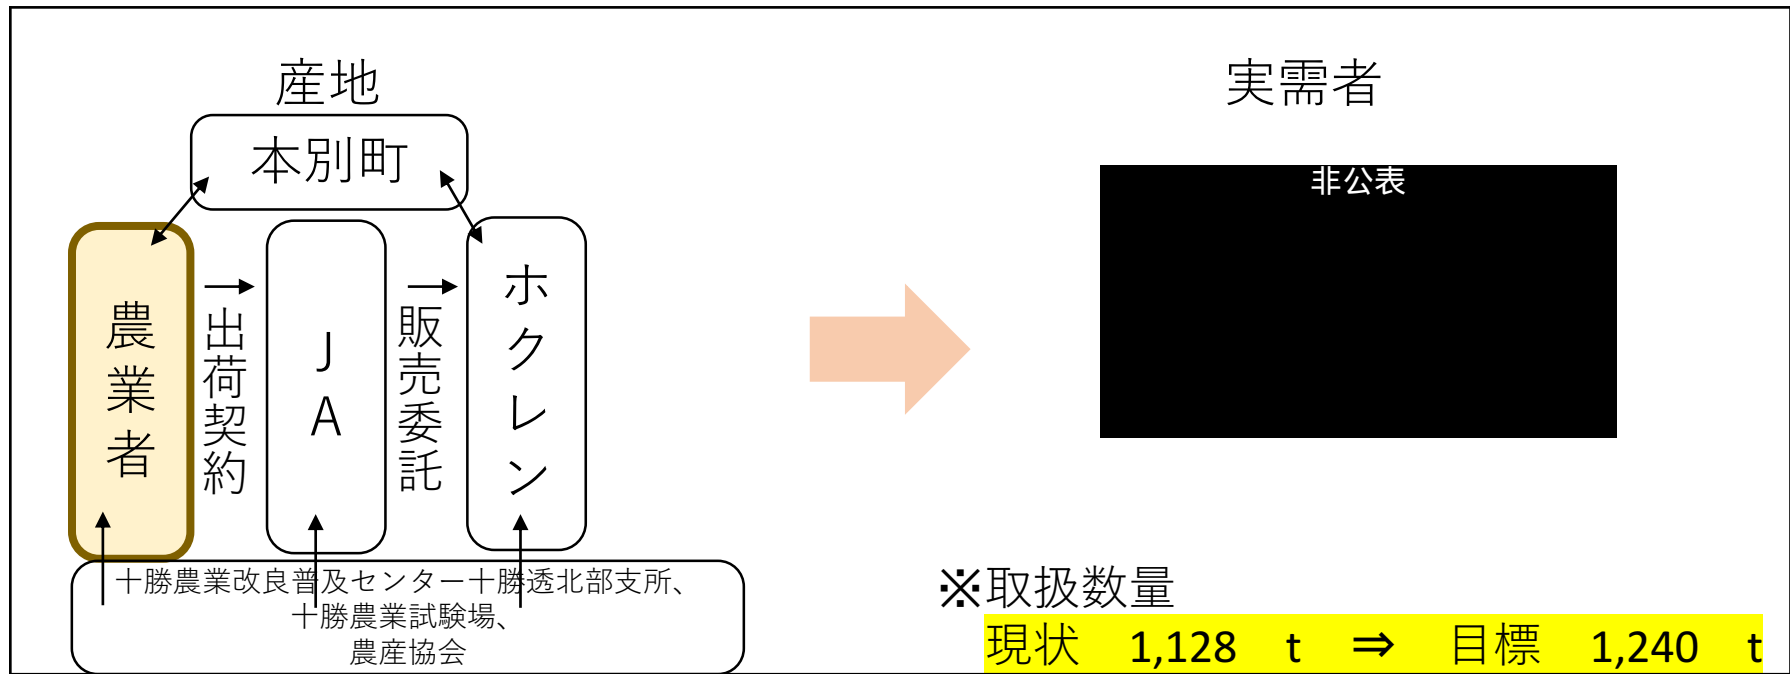 産地
本別町
農業者
→
出荷契約
JA
→
販売委託
ホクレン
十勝農業改良普及センター十勝透北部支所、
十勝農業試験場、
農産協会
実需者
非公表
※取扱数量
現状 1,128 t ⇒ 目標 1,240 t